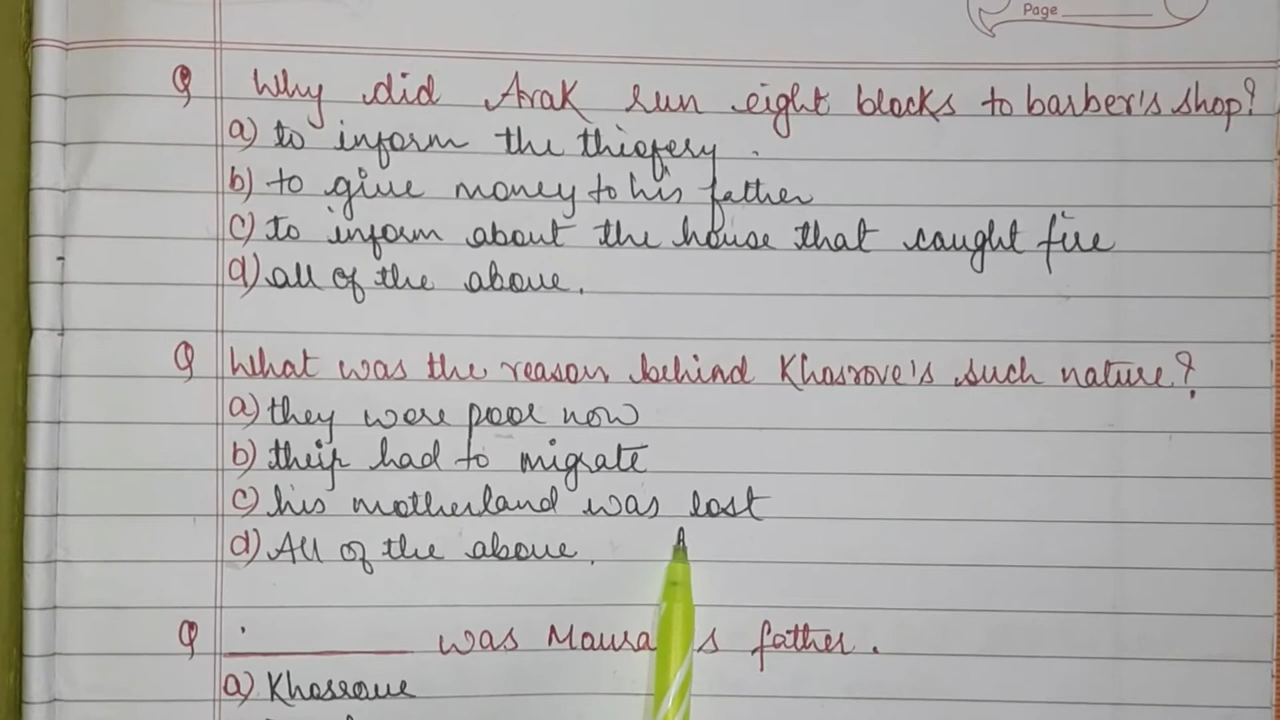 Page
Q Why did Arak run eight blocks to barber's shop?
a) to inform the thiefery.
b) to give money to his father
c) to inform about the house that caught fire
d) all of the above.
Q What was the reason behind Khosrove's such nature?
a) they were poor now
b) their had to migrate
c) his motherland was lost
d) All of the above.
Q ________ was Moura s father.
a) Khosrove